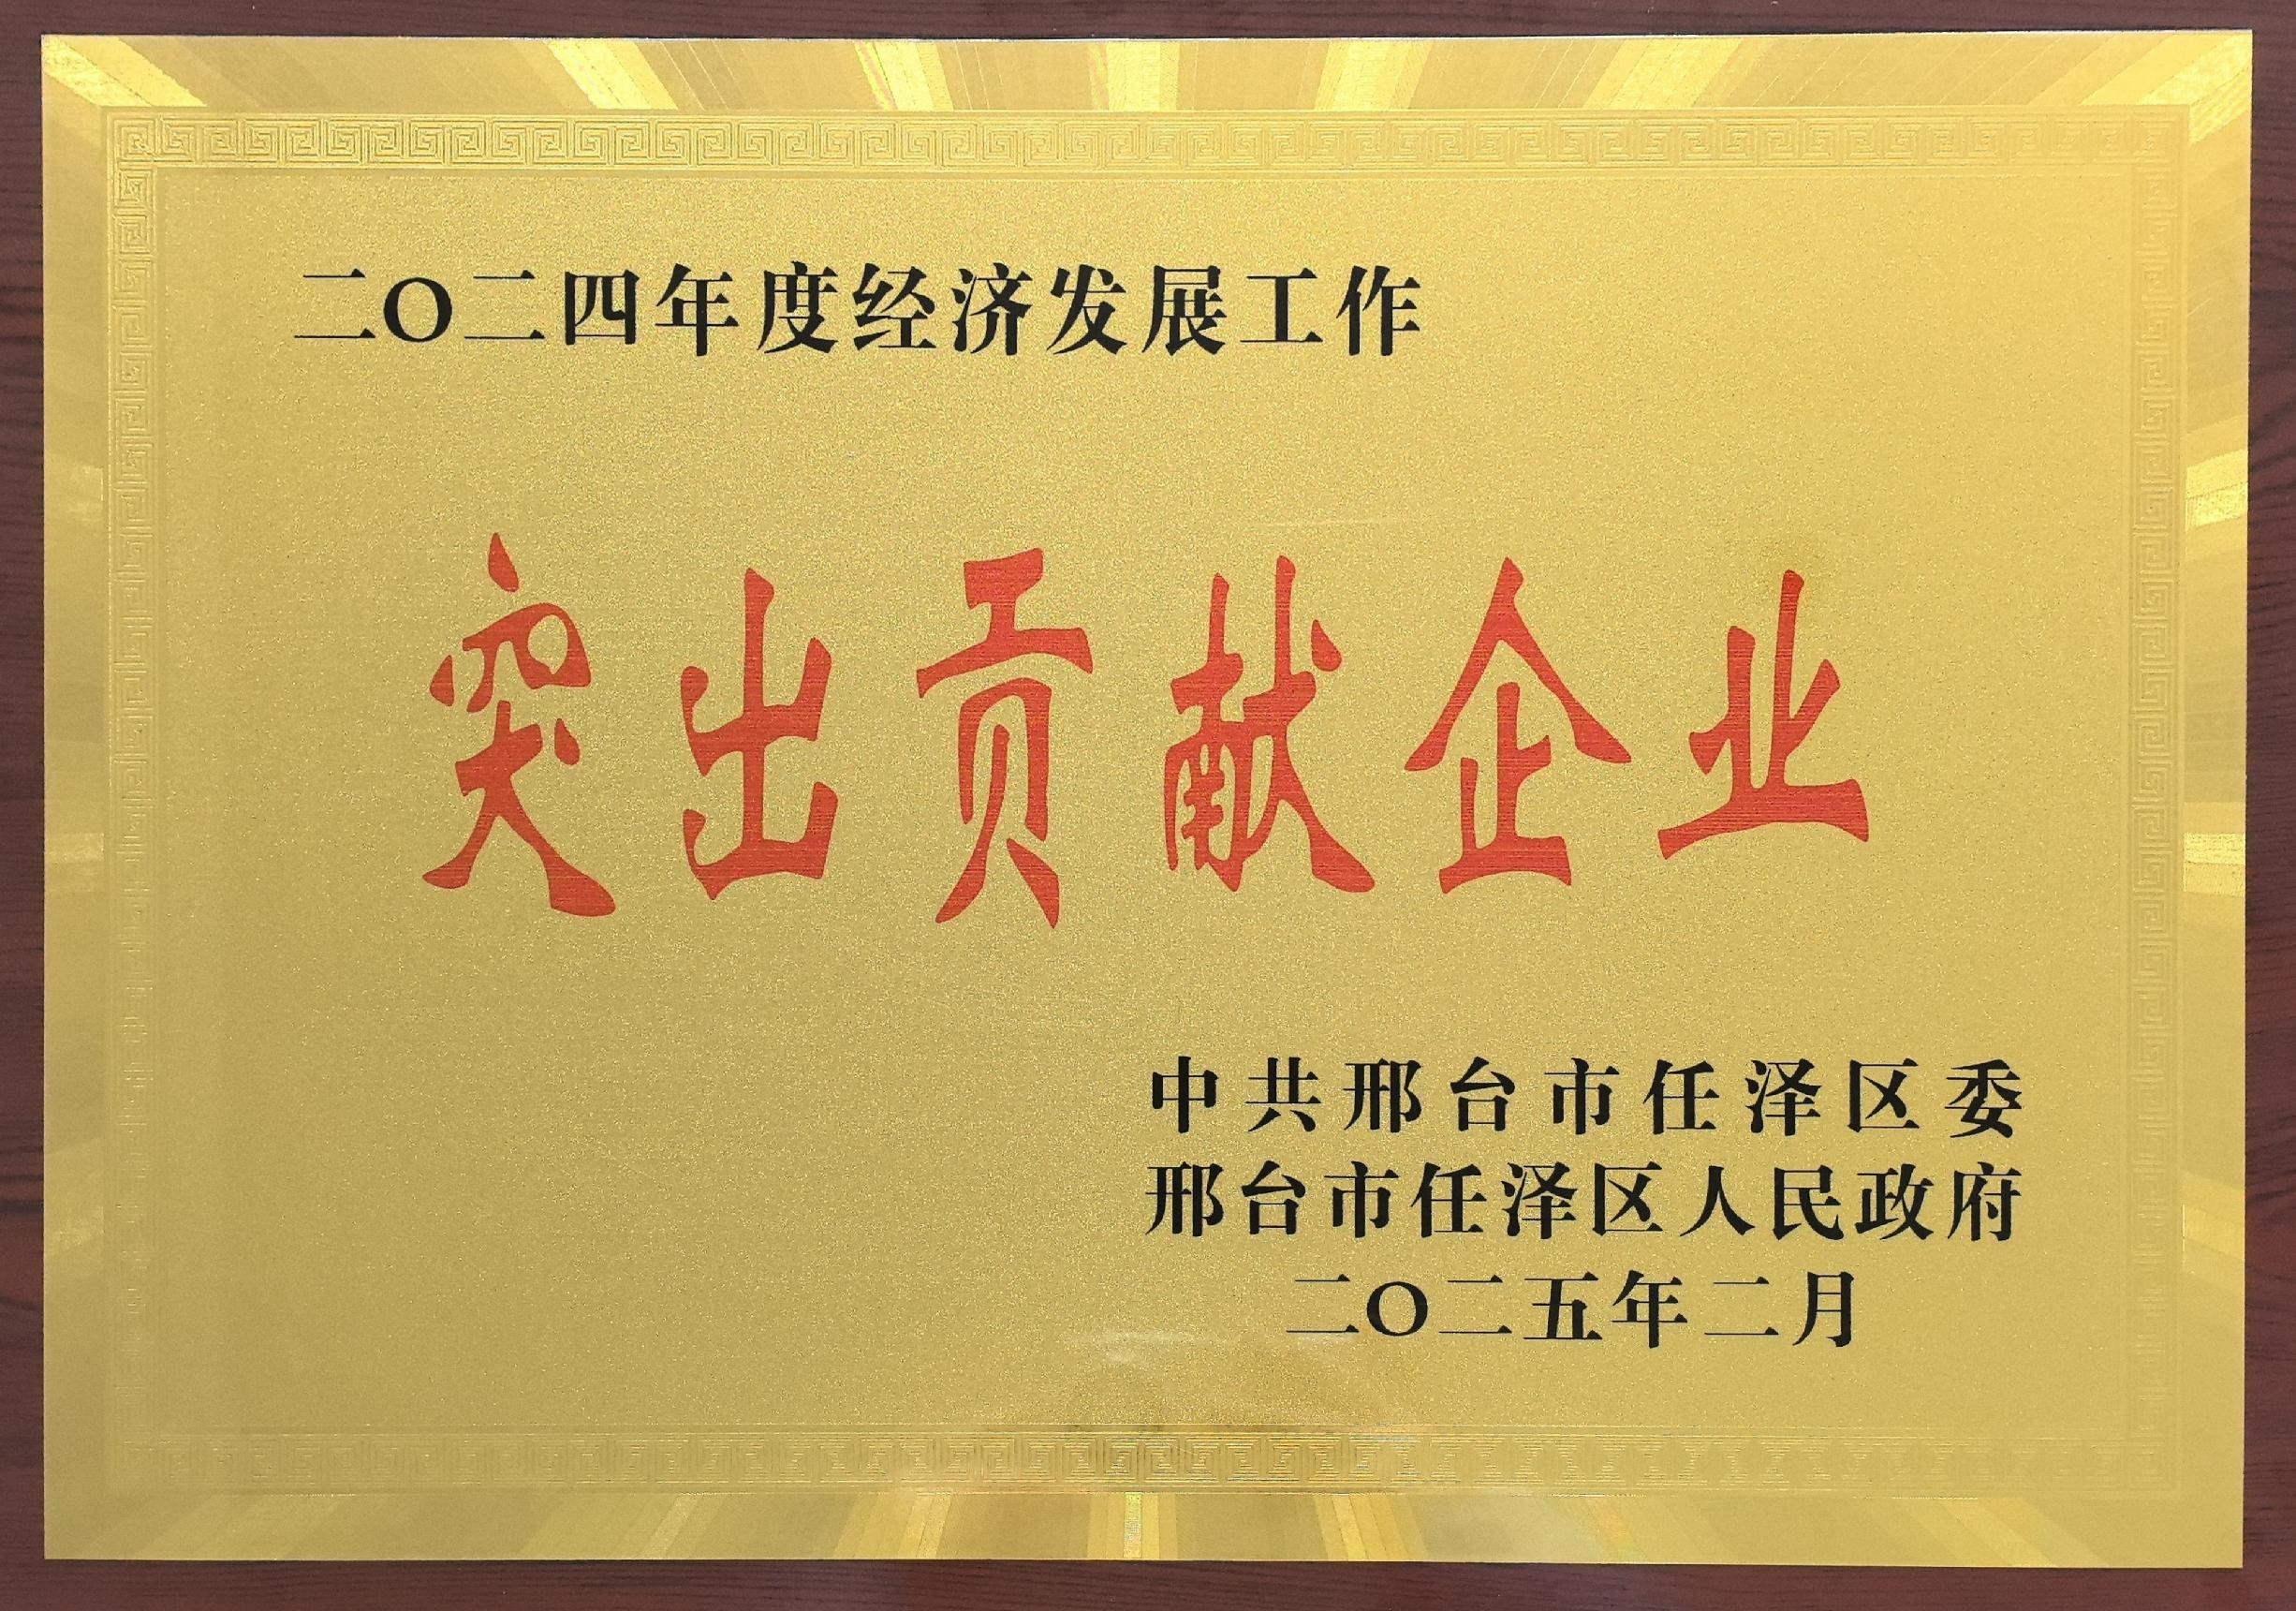 二〇二四年度经济发展工作
突出贡献企业
中共邢台市任泽区委
邢台市任泽区人民政府
二〇二五年二月